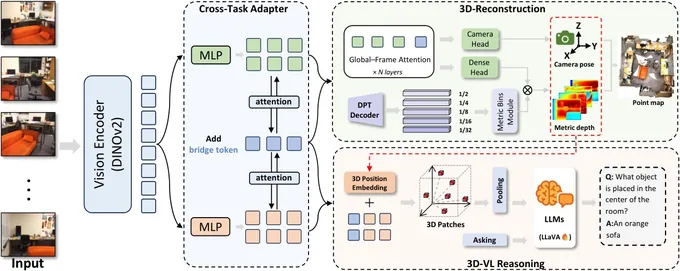 Cross-Task Adapter
3D-Reconstruction
MLP
attention
Add
bridge token
attention
MLP
Vision Encoder
(DINOv2)
Input
Global–Frame Attention
× N layers
Camera
Head
Dense
Head
DPT
Decoder
1/2
1/4
1/8
1/16
1/32
Metric Bins
Module
Z
Y
X
Camera pose
Metric depth
Point map
3D Position
Embedding
3D Patches
Pooling
Asking
LLMs
(LLaVA)
Q: What object
is placed in the
center of the
room?
A:An orange
sofa
3D-VL Reasoning